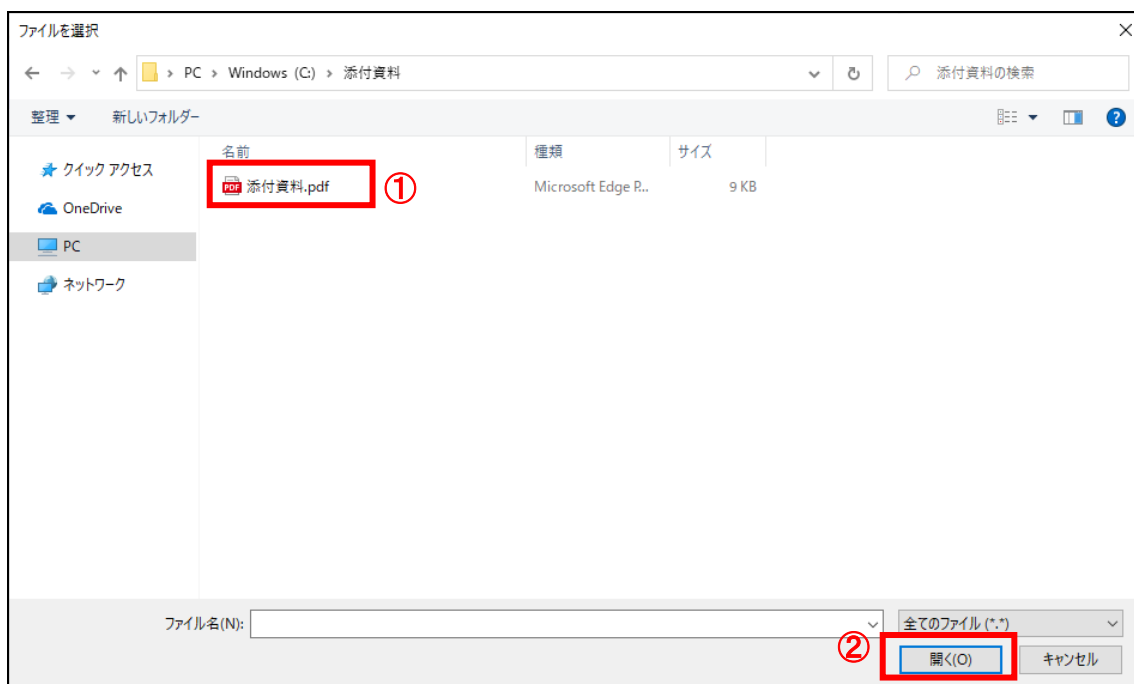 ファイルを選択
PC > Windows (C:) > 添付資料
添付資料の検索
整理 新しいフォルダー
名前 種類 サイズ
クイック アクセス
添付資料.pdf ① Microsoft Edge P... 9 KB
OneDrive
PC
ネットワーク
ファイル名(N): 全てのファイル (*.*)
② 開く(O) キャンセル